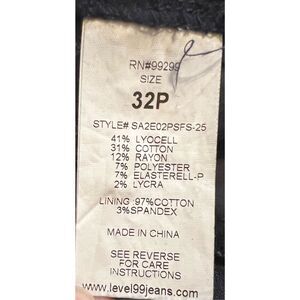 RN#99299
SIZE
32P
STYLE# SA2E02PSFS-25
41% LYOCELL
31% COTTON
12% RAYON
7% POLYESTER
7% ELASTERELL-P
2% LYCRA
LINING :97%COTTON
3%SPANDEX
MADE IN CHINA
SEE REVERSE
FOR CARE
INSTRUCTIONS
www.level99jeans.com